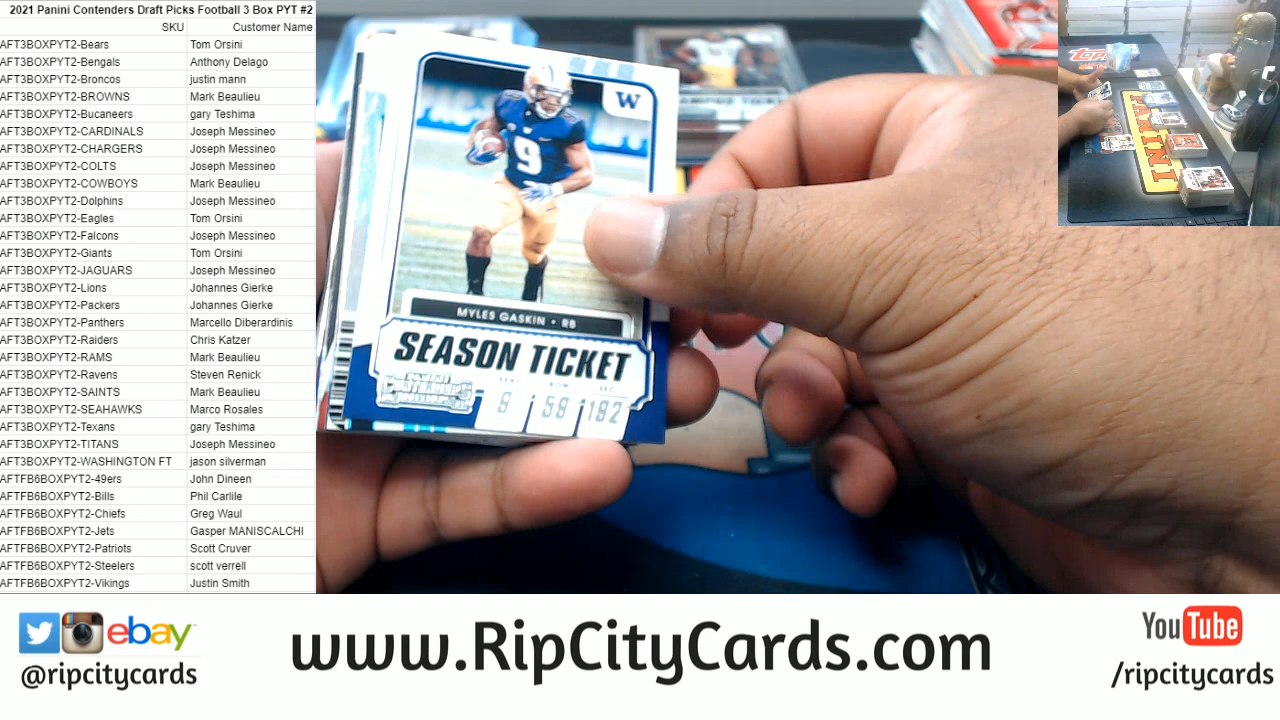 2021 Panini Contenders Draft Picks Football 3 Box PYT #2
SKU Customer Name
AFT3BOXPYT2-Bears Tom Orsini
AFT3BOXPYT2-Bengals Anthony Delago
AFT3BOXPYT2-Broncos justin mann
AFT3BOXPYT2-BROWNS Mark Beaulieu
AFT3BOXPYT2-Bucaneers gary Teshima
AFT3BOXPYT2-CARDINALS Joseph Messineo
AFT3BOXPYT2-CHARGERS Joseph Messineo
AFT3BOXPYT2-COLTS Joseph Messineo
AFT3BOXPYT2-COWBOYS Mark Beaulieu
AFT3BOXPYT2-Dolphins Joseph Messineo
AFT3BOXPYT2-Eagles Tom Orsini
AFT3BOXPYT2-Falcons Joseph Messineo
AFT3BOXPYT2-Giants Tom Orsini
AFT3BOXPYT2-JAGUARS Joseph Messineo
AFT3BOXPYT2-Lions Johannes Gierke
AFT3BOXPYT2-Packers Johannes Gierke
AFT3BOXPYT2-Panthers Marcello Diberardinis
AFT3BOXPYT2-Raiders Chris Katzer
AFT3BOXPYT2-RAMS Mark Beaulieu
AFT3BOXPYT2-Ravens Steven Renick
AFT3BOXPYT2-SAINTS Mark Beaulieu
AFT3BOXPYT2-SEAHAWKS Marco Rosales
AFT3BOXPYT2-Texans gary Teshima
AFT3BOXPYT2-TITANS Joseph Messineo
AFT3BOXPYT2-WASHINGTON FT jason silverman
AFTFB6BOXPYT2-49ers John Dineen
AFTFB6BOXPYT2-Bills Phil Carlile
AFTFB6BOXPYT2-Chiefs Greg Waul
AFTFB6BOXPYT2-Jets Gasper MANISCALCHI
AFTFB6BOXPYT2-Patriots Scott Cruver
AFTFB6BOXPYT2-Steelers scott verrell
AFTFB6BOXPYT2-Vikings Justin Smith
W
9
MYLES GASKIN • RB
SEASON TICKET
PANINI CONTENDERS
ROW SEC
58 182
TOPPS
PANINI
ebay
@ripcitycards
www.RipCityCards.com
YouTube
/ripcitycards